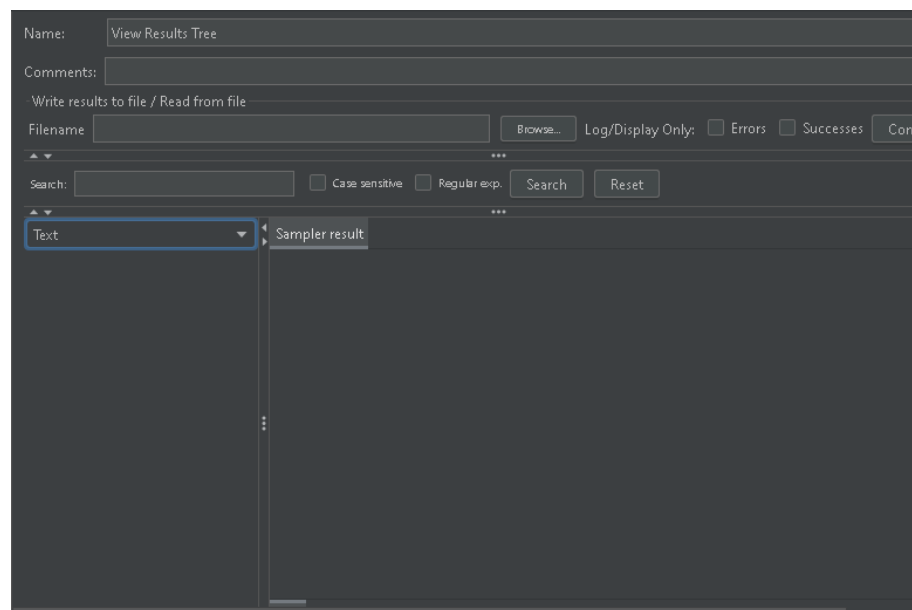 Name: View Results Tree
Comments:
Write results to file / Read from file
Filename Browse... Log/Display Only: Errors Successes Con
Search: Case sensitive Regular exp. Search Reset
Text Sampler result